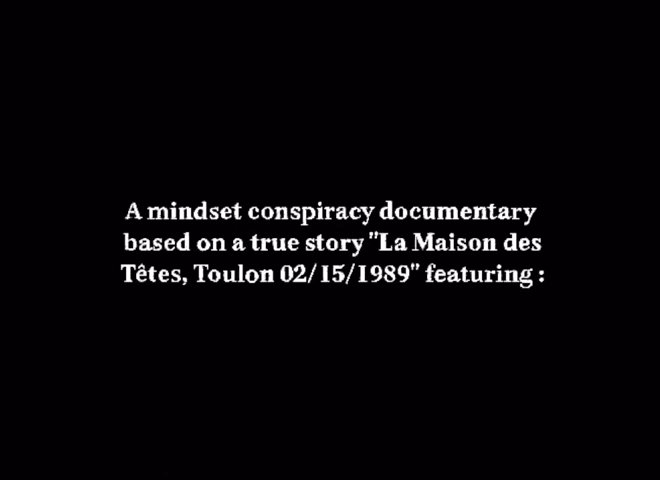 A mindset conspiracy documentary
based on a true story "La Maison des
Têtes, Toulon 02/15/1989" featuring :